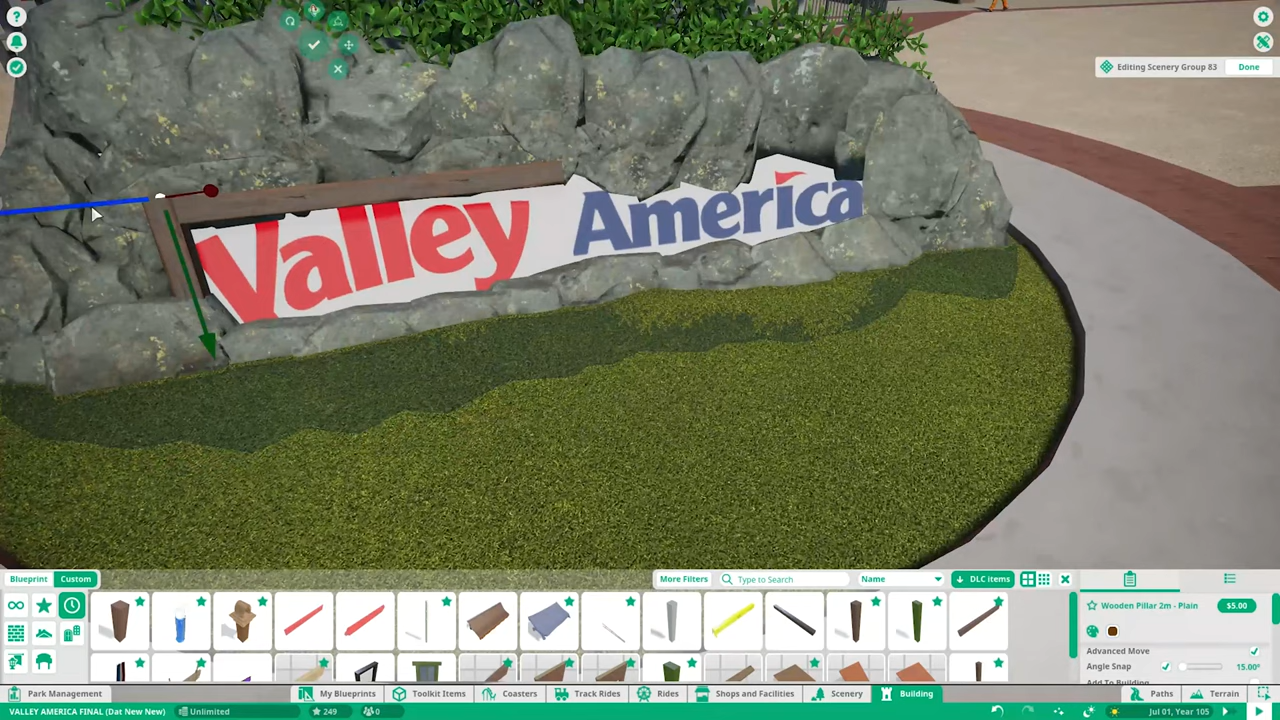 Editing Scenery Group 83 Done
Valley America
Blueprint Custom More Filters Type to Search Name DLC items
Wooden Pillar 2m - Plain $5.00
Advanced Move
Angle Snap 15.00°
Add To Building
Park Management My Blueprints Toolkit Items Coasters Track Rides Rides Shops and Facilities Scenery Building Paths Terrain
VALLEY AMERICA FINAL (Dat New New) Unlimited 249 0 Jul 01, Year 105